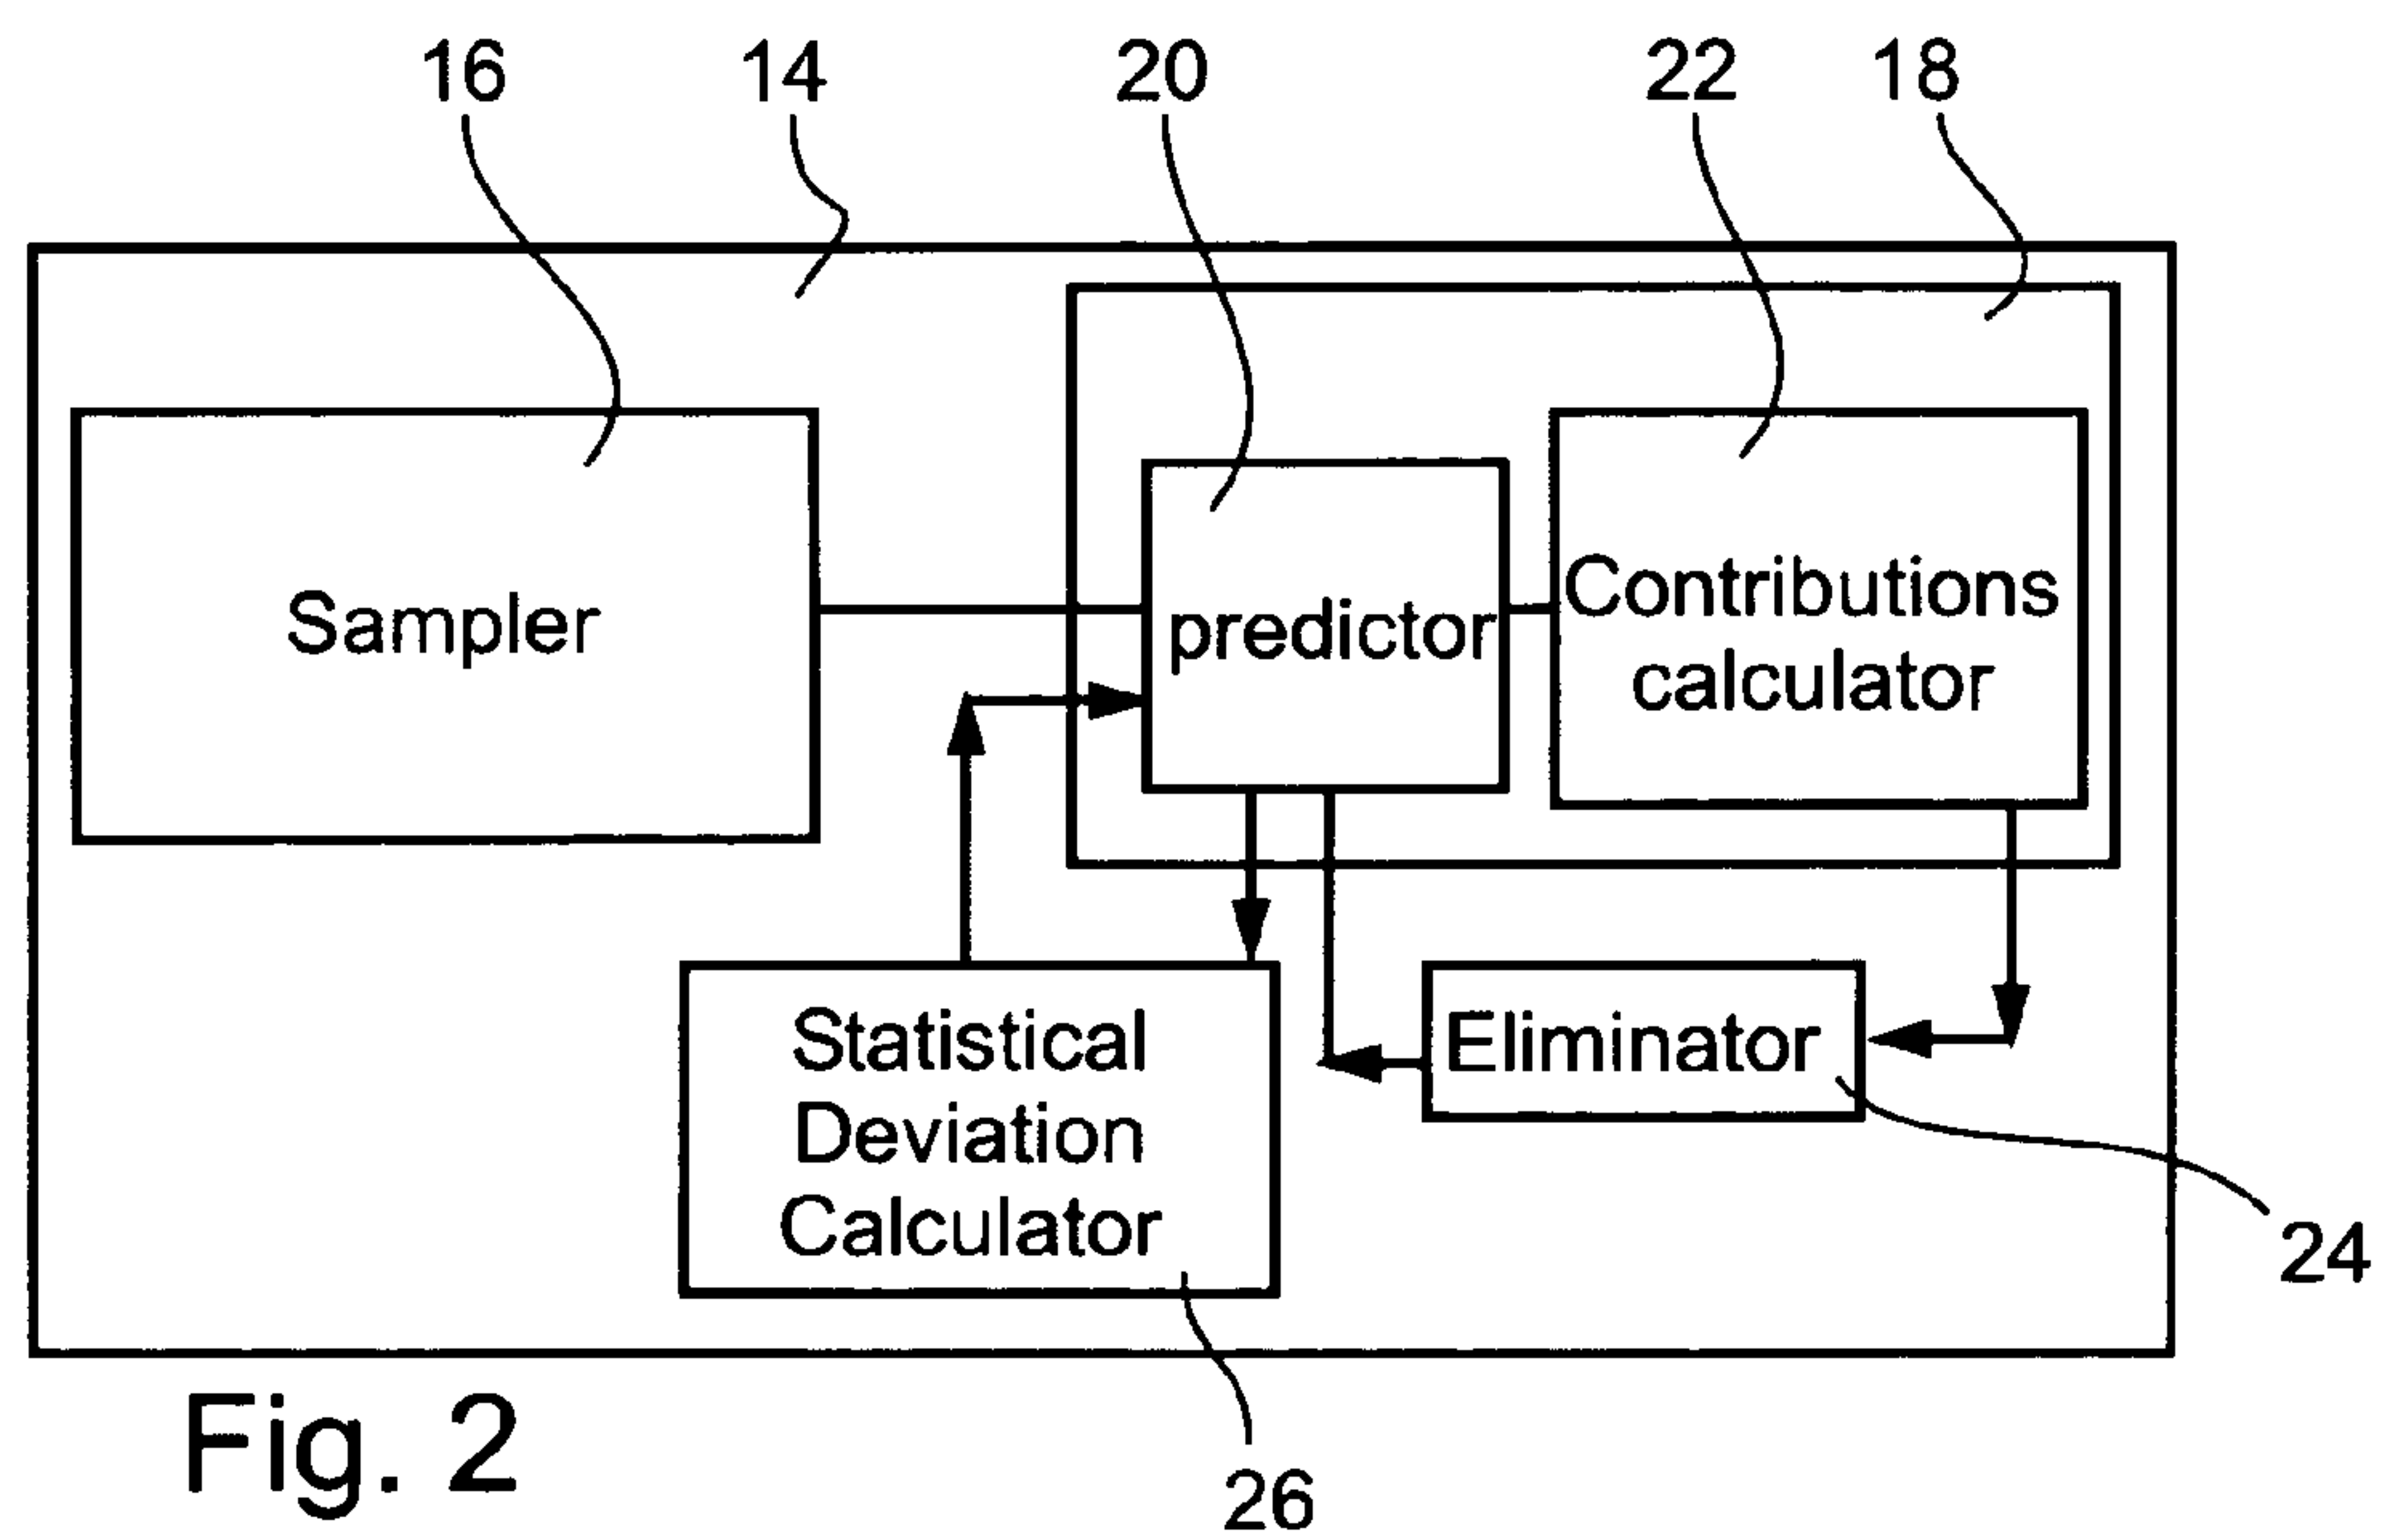 16 14 20 22 18
Sampler
predictor
Contributions
calculator
Statistical
Deviation
Calculator
Eliminator
24
Fig. 2
26